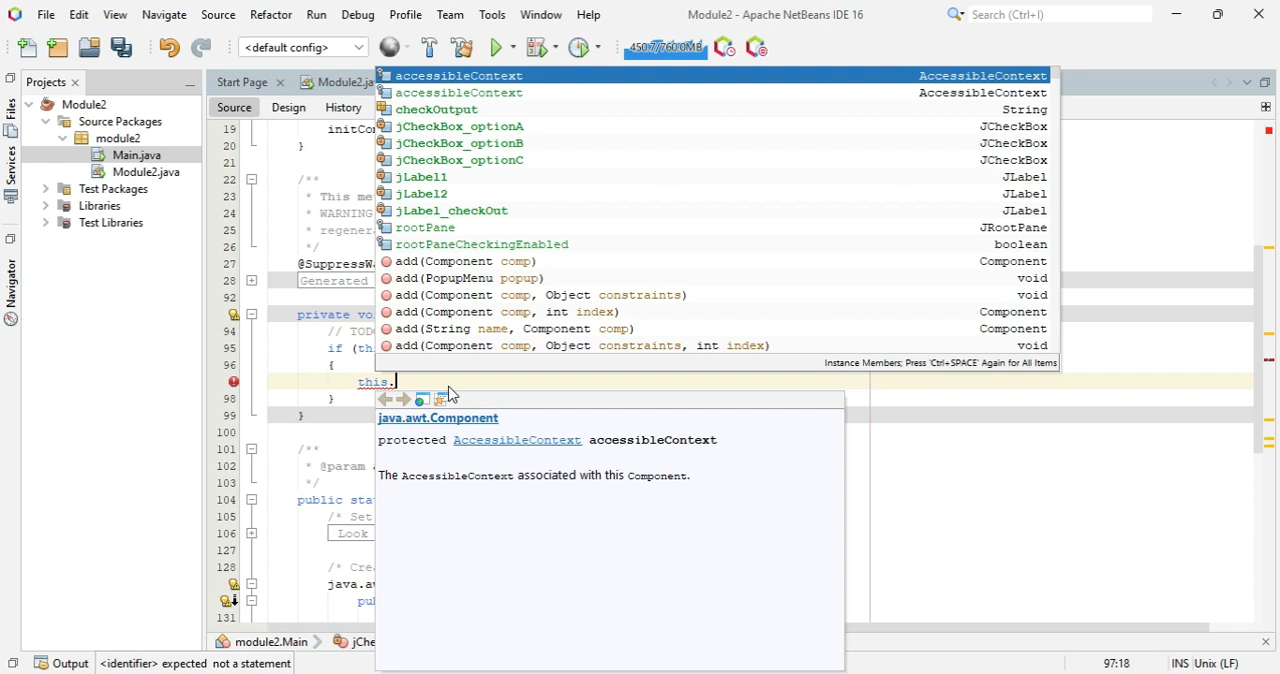 File Edit View Navigate Source Refactor Run Debug Profile Team Tools Window Help Module2 - Apache NetBeans IDE 16 Search (Ctrl+I)
<default config> 450.7/760.0MB
Projects Start Page Module2.ja
Source Design History
Files
Services
Navigator
Module2
Source Packages
module2
Main.java
Module2.java
Test Packages
Libraries
Test Libraries
accessibleContext AccessibleContext
accessibleContext AccessibleContext
checkOutput String
jCheckBox_optionA JCheckBox
jCheckBox_optionB JCheckBox
jCheckBox_optionC JCheckBox
jLabel1 JLabel
jLabel2 JLabel
jLabel_checkOut JLabel
rootPane JRootPane
rootPaneCheckingEnabled boolean
add(Component comp) Component
add(PopupMenu popup) void
add(Component comp, Object constraints) void
add(Component comp, int index) Component
add(String name, Component comp) Component
add(Component comp, Object constraints, int index) void
Instance Members; Press 'Ctrl+SPACE' Again for All Items
19 initCo
20 }
21
22 /**
23 * This me
24 * WARNING
25 * regener
26 */
27 @SuppressWa
28 Generated
92
private vo
94 // TODO
95 if (th
96 {
this.
98 }
99 }
100
101 /**
102 * @param a
103 */
104 public sta
105 /* Set
106 Look
127
128 /* Crea
java.aw
pu
131
java.awt.Component
protected AccessibleContext accessibleContext
The AccessibleContext associated with this Component.
module2.Main jChe
Output <identifier> expected not a statement 97:18 INS Unix (LF)